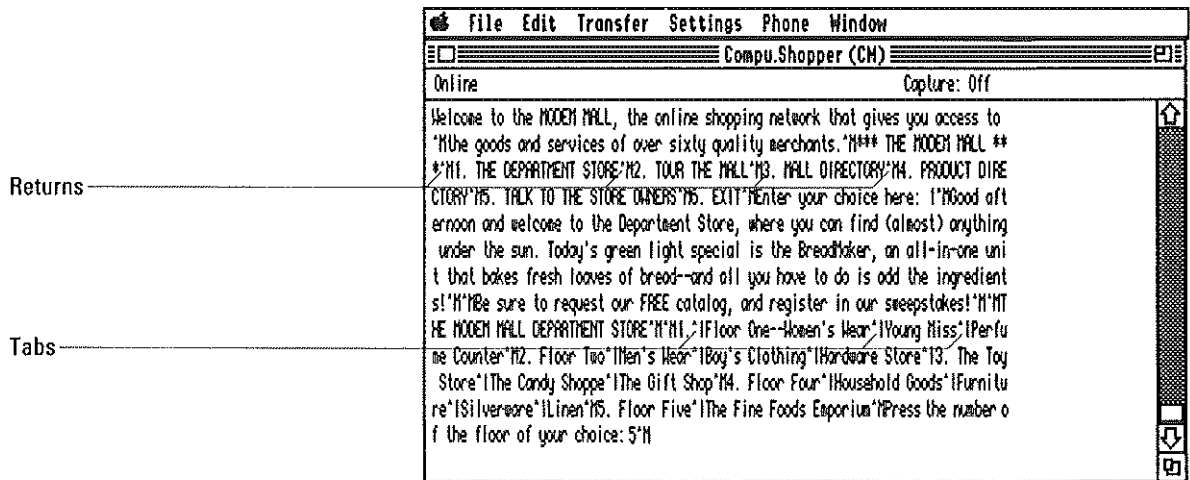 File Edit Transfer Settings Phone Window
Compu.Shopper (CM)
Online Capture: Off
Welcome to the MODEM MALL, the online shopping network that gives you access to
^Mthe goods and services of over sixty quality merchants.^M*** THE MODEM MALL **
*^M1. THE DEPARTMENT STORE^M2. TOUR THE MALL^M3. MALL DIRECTORY^M4. PRODUCT DIRE
Returns
CTORY^M5. TALK TO THE STORE OWNERS^M6. EXIT^MEnter your choice here: 1^MGood aft
ernoon and welcome to the Department Store, where you can find (almost) anything
under the sun. Today's green light special is the BreadMaker, an all-in-one uni
t that bakes fresh loaves of bread--and all you have to do is add the ingredient
s!^M^MBe sure to request our FREE catalog, and register in our sweepstakes!^M^MT
HE MODEM MALL DEPARTMENT STORE^M^M1.^IFloor One--Women's Wear^IYoung Miss^IPerfu
Tabs
me Counter^M2. Floor Two^IMen's Wear^IBoy's Clothing^IHardware Store^I3. The Toy
Store^IThe Candy Shoppe^IThe Gift Shop^M4. Floor Four^IHousehold Goods^IFurnitu
re^ISilverware^ILinen^M5. Floor Five^IThe Fine Foods Emporium^MPress the number o
f the floor of your choice: 5^M